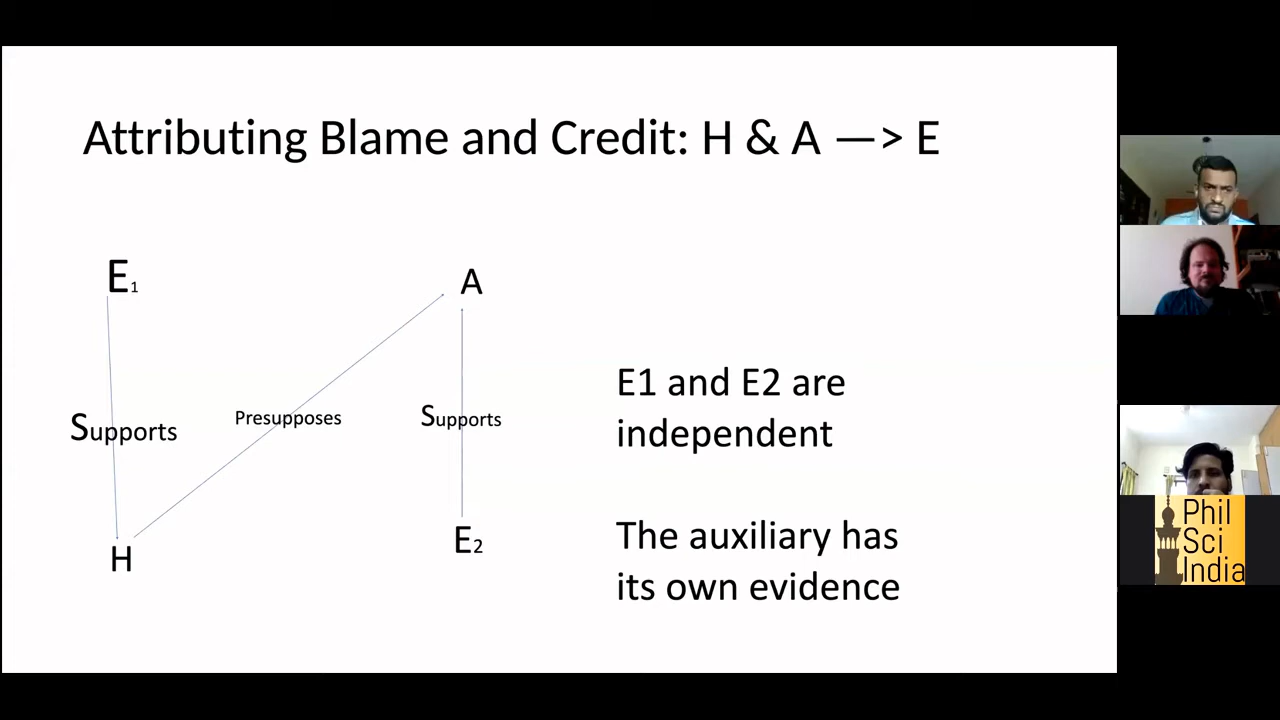 Attributing Blame and Credit: H & A —> E
E1
A
Supports
Presupposes
Supports
H
E2
E1 and E2 are
independent
The auxiliary has
its own evidence
Phil
Sci
India